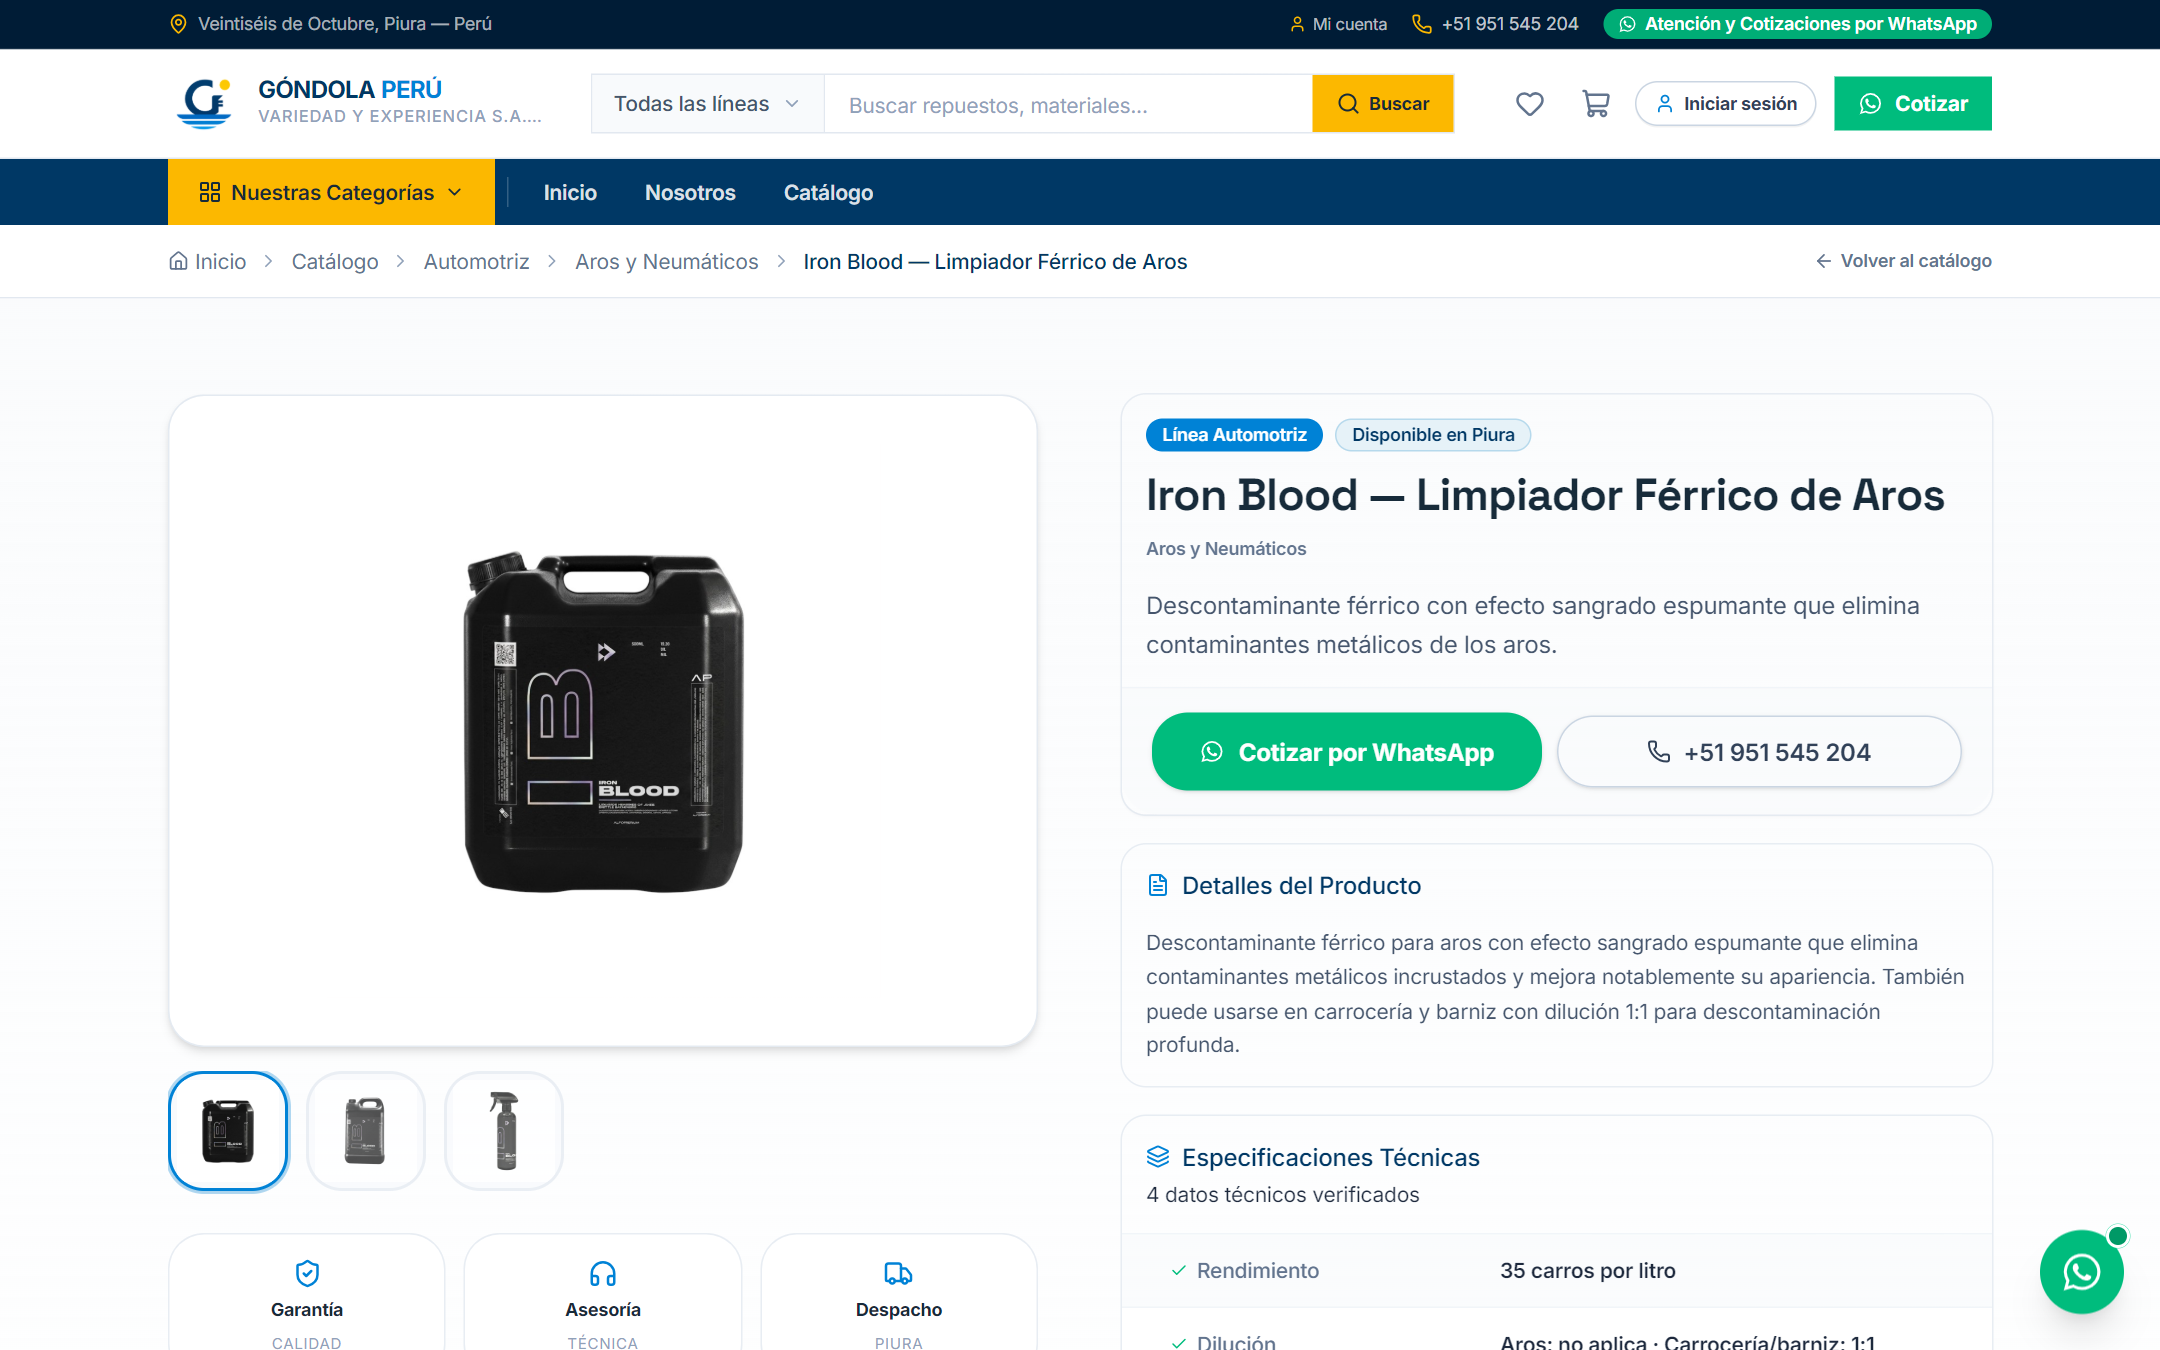 Veintiséis de Octubre, Piura — Perú
Mi cuenta
+51 951 545 204
Atención y Cotizaciones por WhatsApp
GÓNDOLA PERÚ
VARIEDAD Y EXPERIENCIA S.A....
Todas las líneas
Buscar repuestos, materiales...
Buscar
Iniciar sesión
Cotizar
Nuestras Categorías
Inicio
Nosotros
Catálogo
Inicio > Catálogo > Automotriz > Aros y Neumáticos > Iron Blood — Limpiador Férrico de Aros
Volver al catálogo
IRON
BLOOD
Línea Automotriz
Disponible en Piura
Iron Blood — Limpiador Férrico de Aros
Aros y Neumáticos
Descontaminante férrico con efecto sangrado espumante que elimina
contaminantes metálicos de los aros.
Cotizar por WhatsApp
+51 951 545 204
Detalles del Producto
Descontaminante férrico para aros con efecto sangrado espumante que elimina
contaminantes metálicos incrustados y mejora notablemente su apariencia. También
puede usarse en carrocería y barniz con dilución 1:1 para descontaminación
profunda.
Especificaciones Técnicas
4 datos técnicos verificados
Rendimiento
35 carros por litro
Dilución
Aros: no aplica · Carrocería/barniz: 1:1
Garantía
CALIDAD
Asesoría
TÉCNICA
Despacho
PIURA